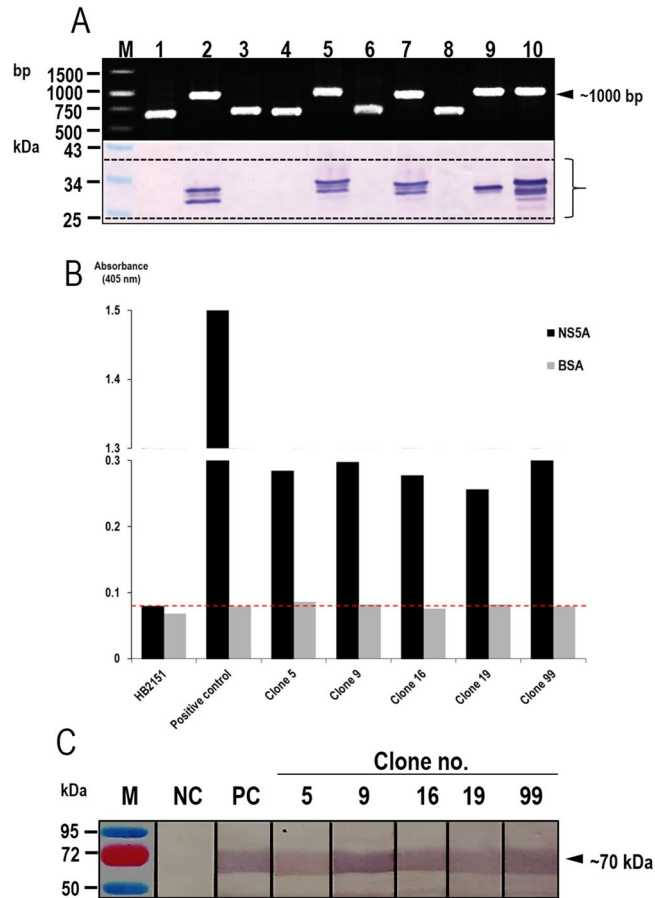 A
M 1 2 3 4 5 6 7 8 9 10
bp
1500
1000
~1000 bp
750
500
kDa
43
34
25
B
Absorbance
(405 nm)
1.5
1.4
1.3
0.3
0.2
0.1
0
NS5A
BSA
HB2151
Positive control
Clone 5
Clone 9
Clone 16
Clone 19
Clone 99
C
Clone no.
kDa M NC PC 5 9 16 19 99
95
72
~70 kDa
50